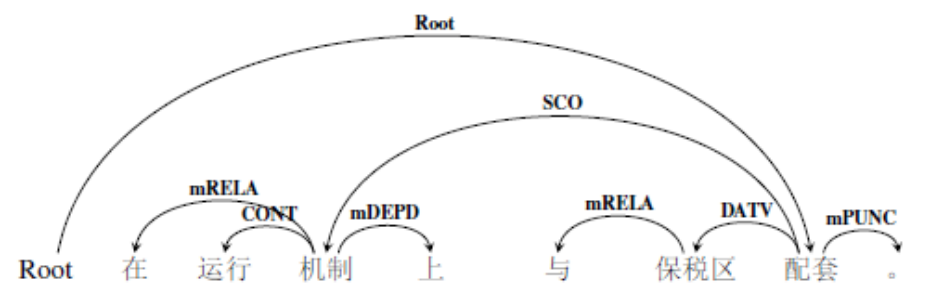 Root
SCO
mRELA
mRELA
DATV
CONT
mDEPD
mPUNC
Root 在 运行 机制 上 与 保税区 配套 。